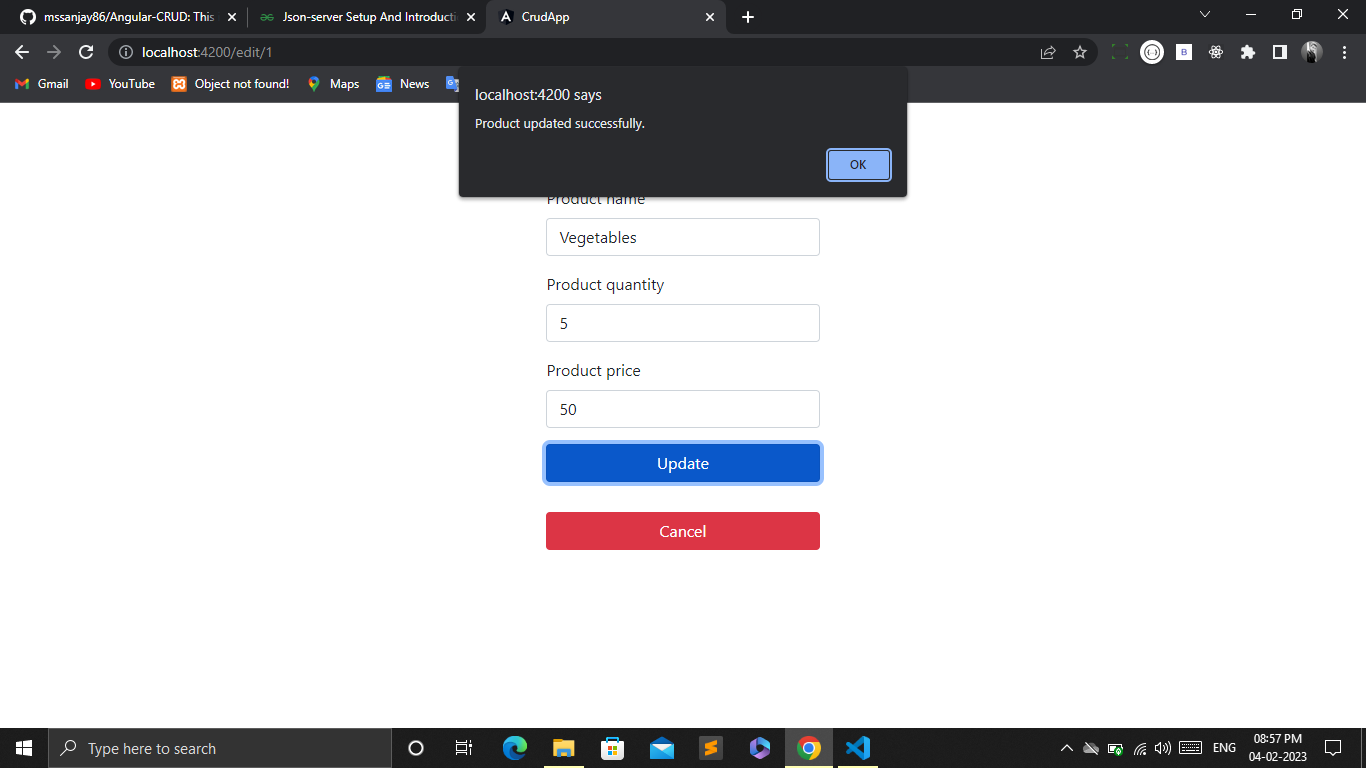 mssanjay86/Angular-CRUD: This
Json-server Setup And Introducti
CrudApp
localhost:4200/edit/1
Gmail
YouTube
Object not found!
Maps
News
localhost:4200 says
Product updated successfully.
OK
Product name
Vegetables
Product quantity
5
Product price
50
Update
Cancel
Type here to search
ENG
08:57 PM
04-02-2023